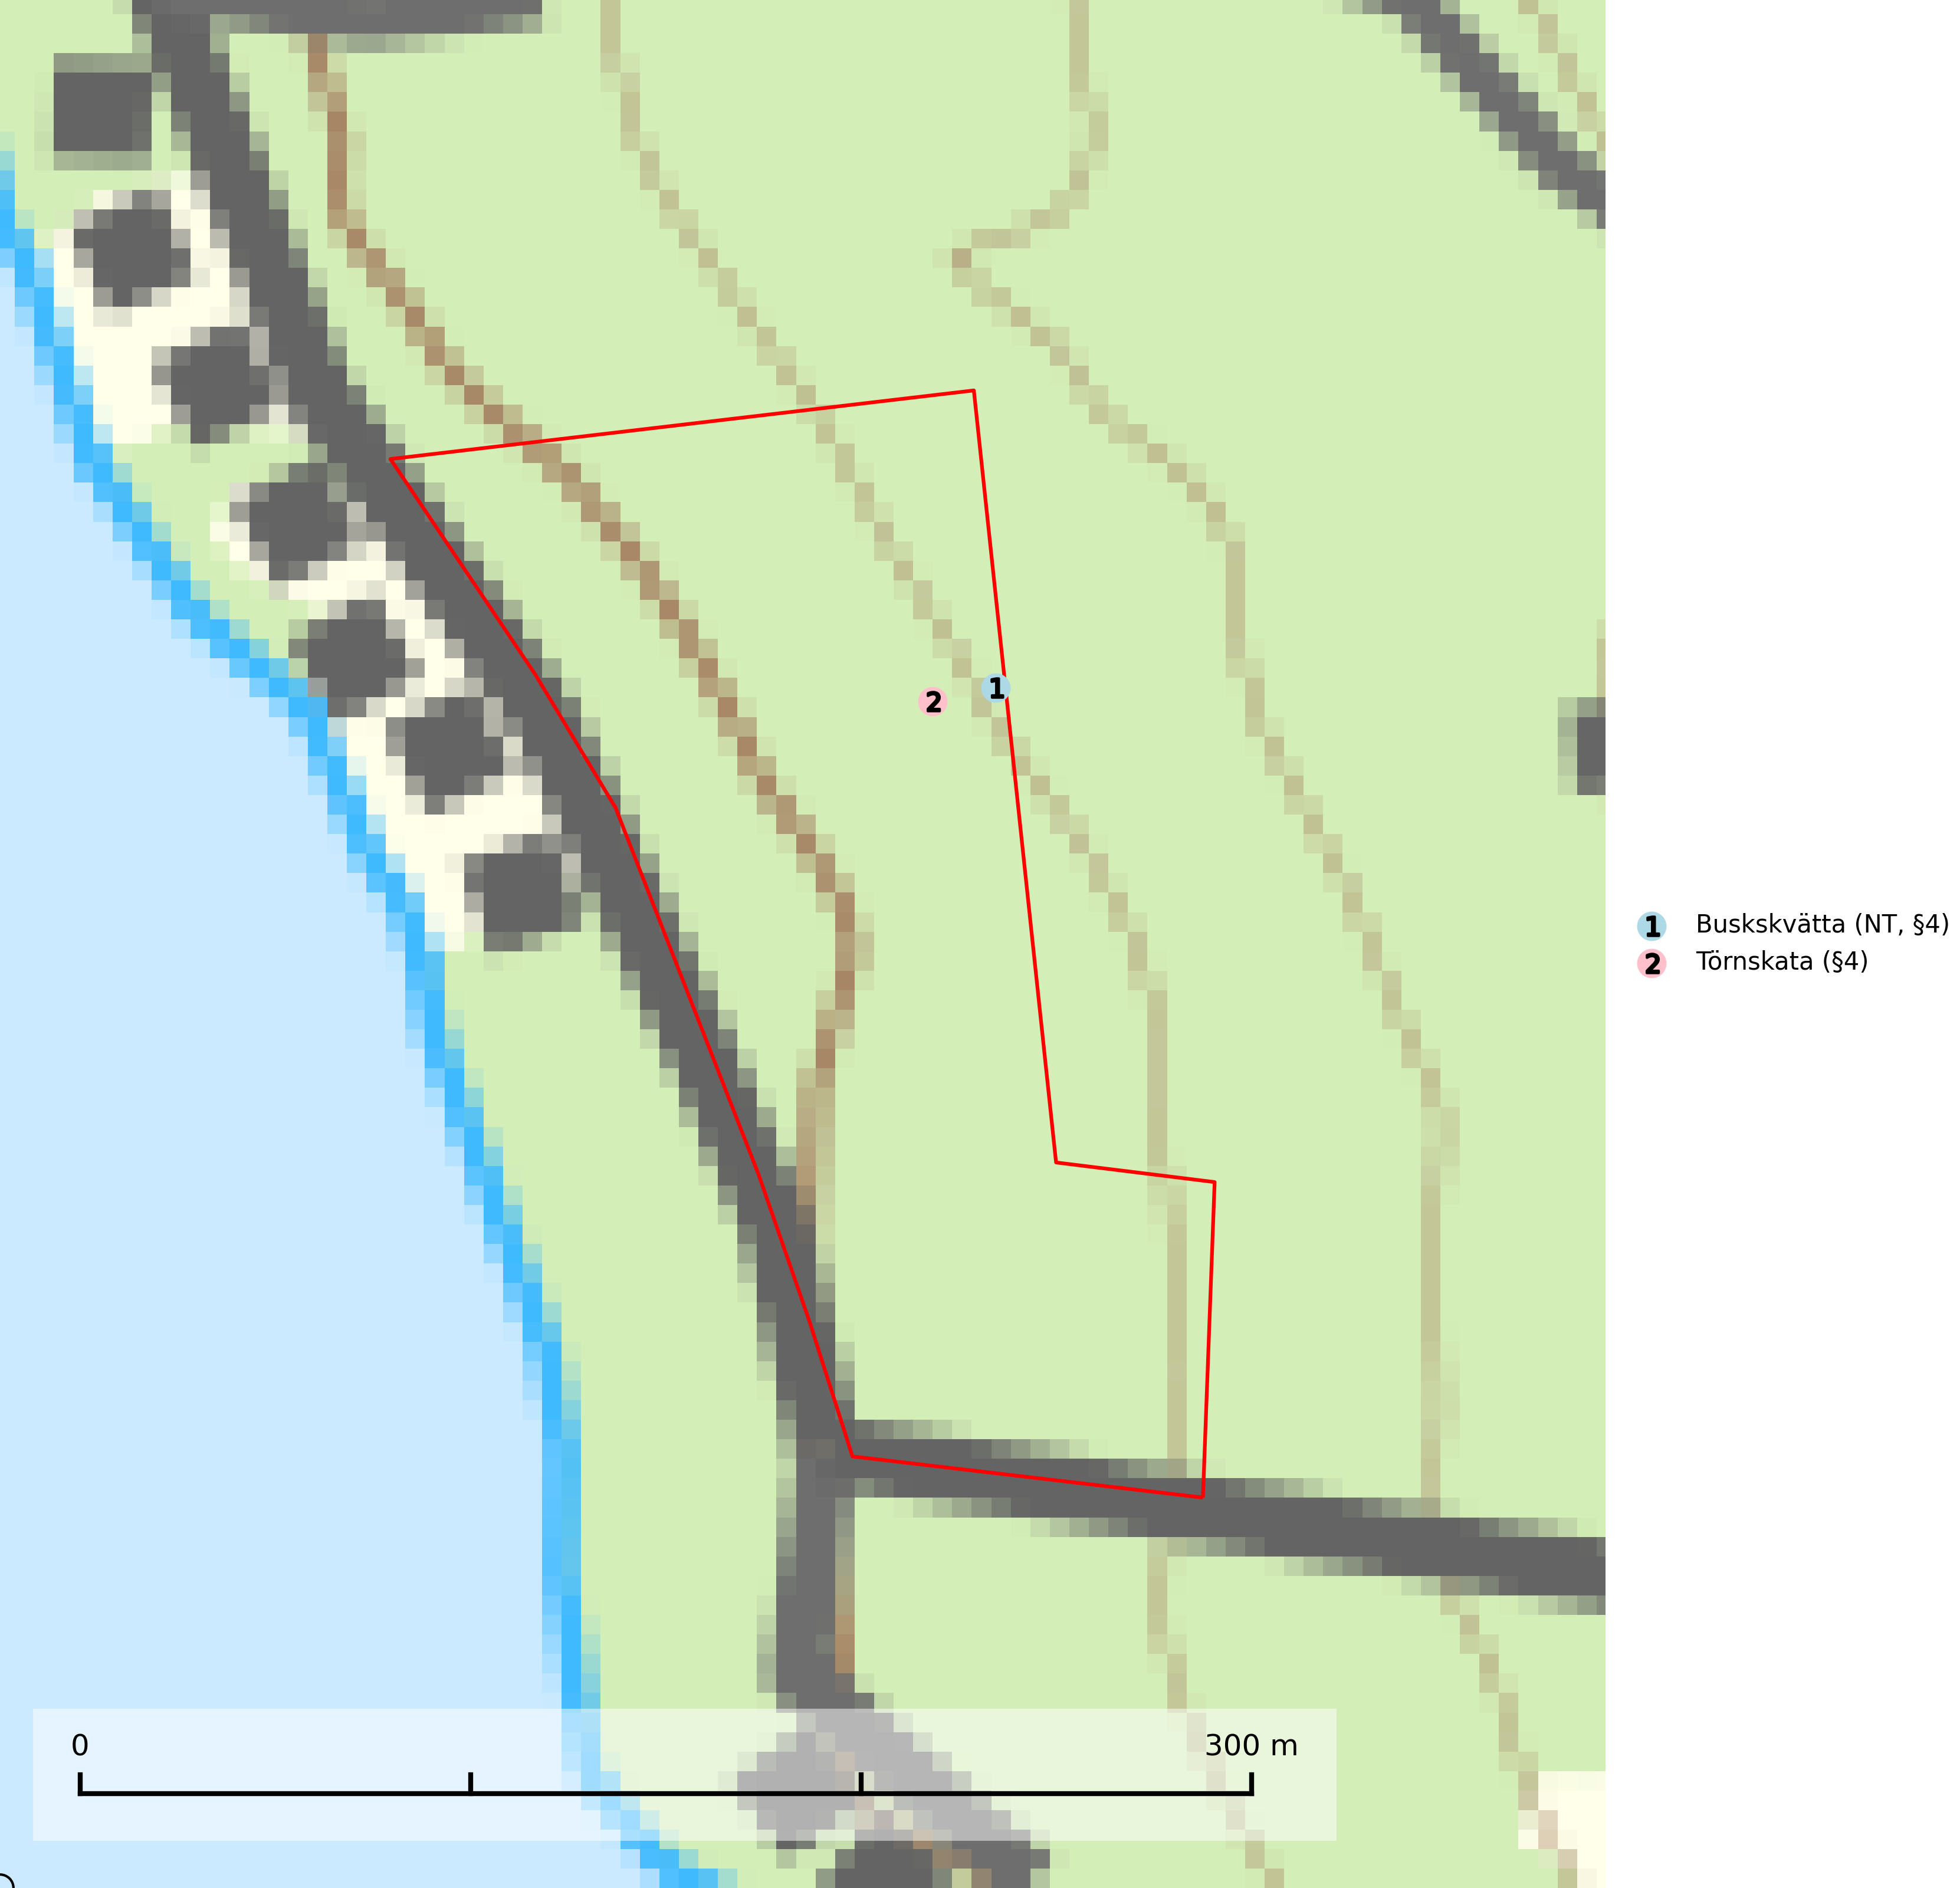 2
1
1 Buskskvätta (NT, §4)
2 Törnskata (§4)
0 300 m